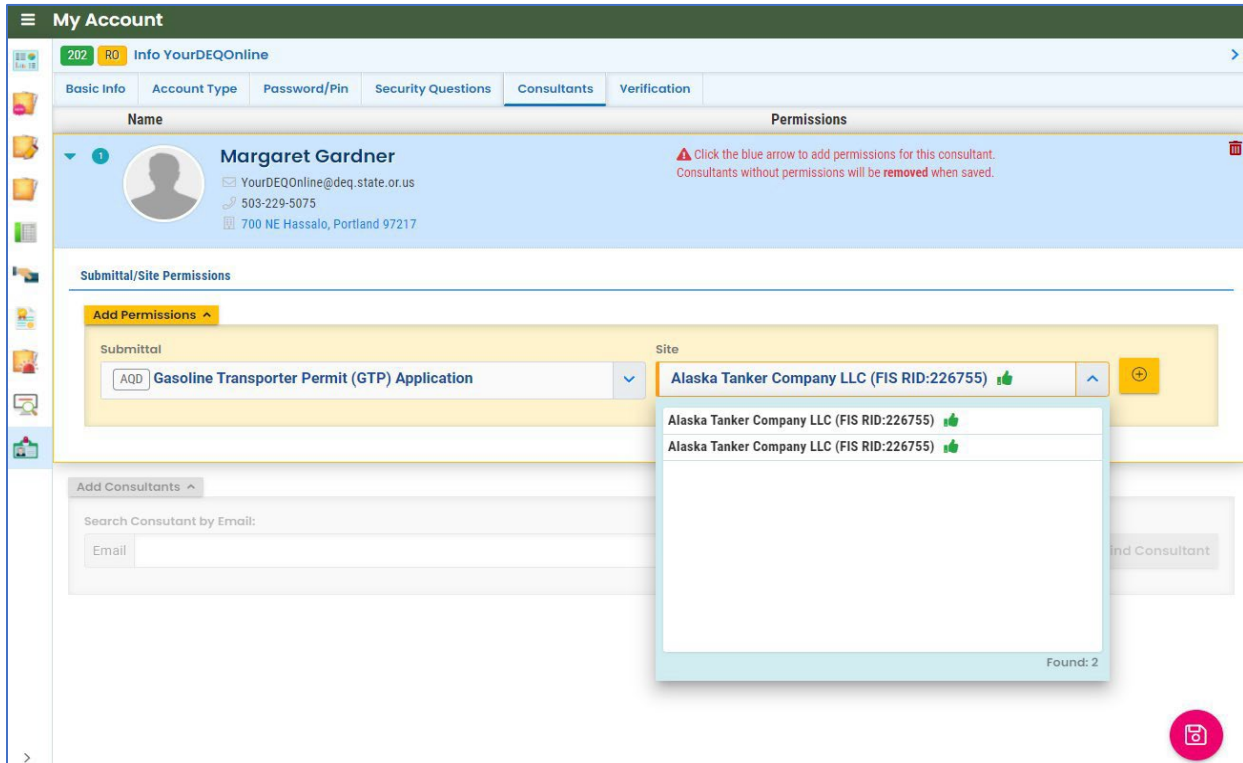 My Account
202 RO Info YourDEQOnline
Basic Info Account Type Password/Pin Security Questions Consultants Verification
Name Permissions
1 Margaret Gardner
YourDEQOnline@deq.state.or.us
503-229-5075
700 NE Hassalo, Portland 97217
Click the blue arrow to add permissions for this consultant.
Consultants without permissions will be removed when saved.
Submittal/Site Permissions
Add Permissions
Submittal Site
AQD Gasoline Transporter Permit (GTP) Application Alaska Tanker Company LLC (FIS RID:226755)
Alaska Tanker Company LLC (FIS RID:226755)
Alaska Tanker Company LLC (FIS RID:226755)
Found: 2
Add Consultants
Search Consutant by Email:
Email ind Consultant